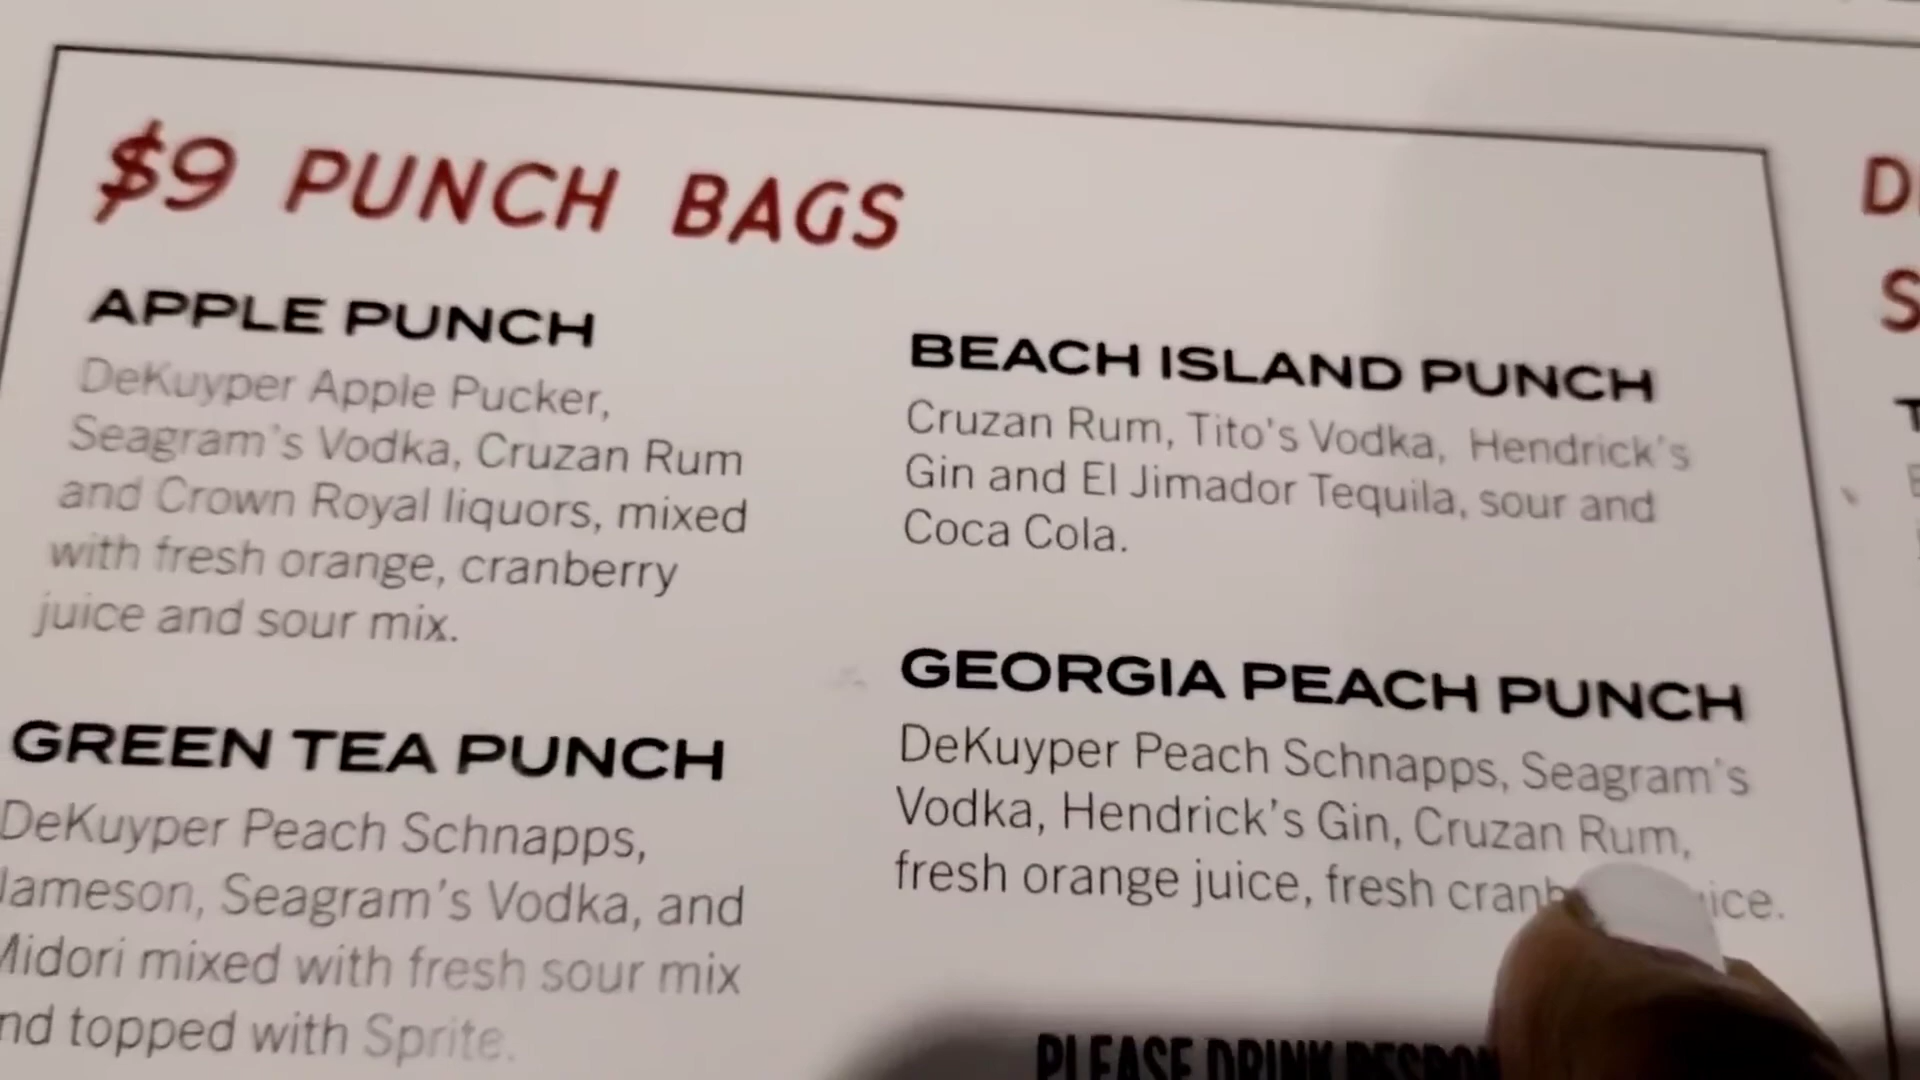 $9 PUNCH BAGS
APPLE PUNCH
DeKuyper Apple Pucker,
Seagram's Vodka, Cruzan Rum
and Crown Royal liquors, mixed
with fresh orange, cranberry
juice and sour mix.
GREEN TEA PUNCH
DeKuyper Peach Schnapps,
Jameson, Seagram's Vodka, and
Midori mixed with fresh sour mix
nd topped with Sprite.
BEACH ISLAND PUNCH
Cruzan Rum, Tito's Vodka, Hendrick's
Gin and El Jimador Tequila, sour and
Coca Cola.
GEORGIA PEACH PUNCH
DeKuyper Peach Schnapps, Seagram's
Vodka, Hendrick's Gin, Cruzan Rum,
fresh orange juice, fresh
PLEASE DRINK